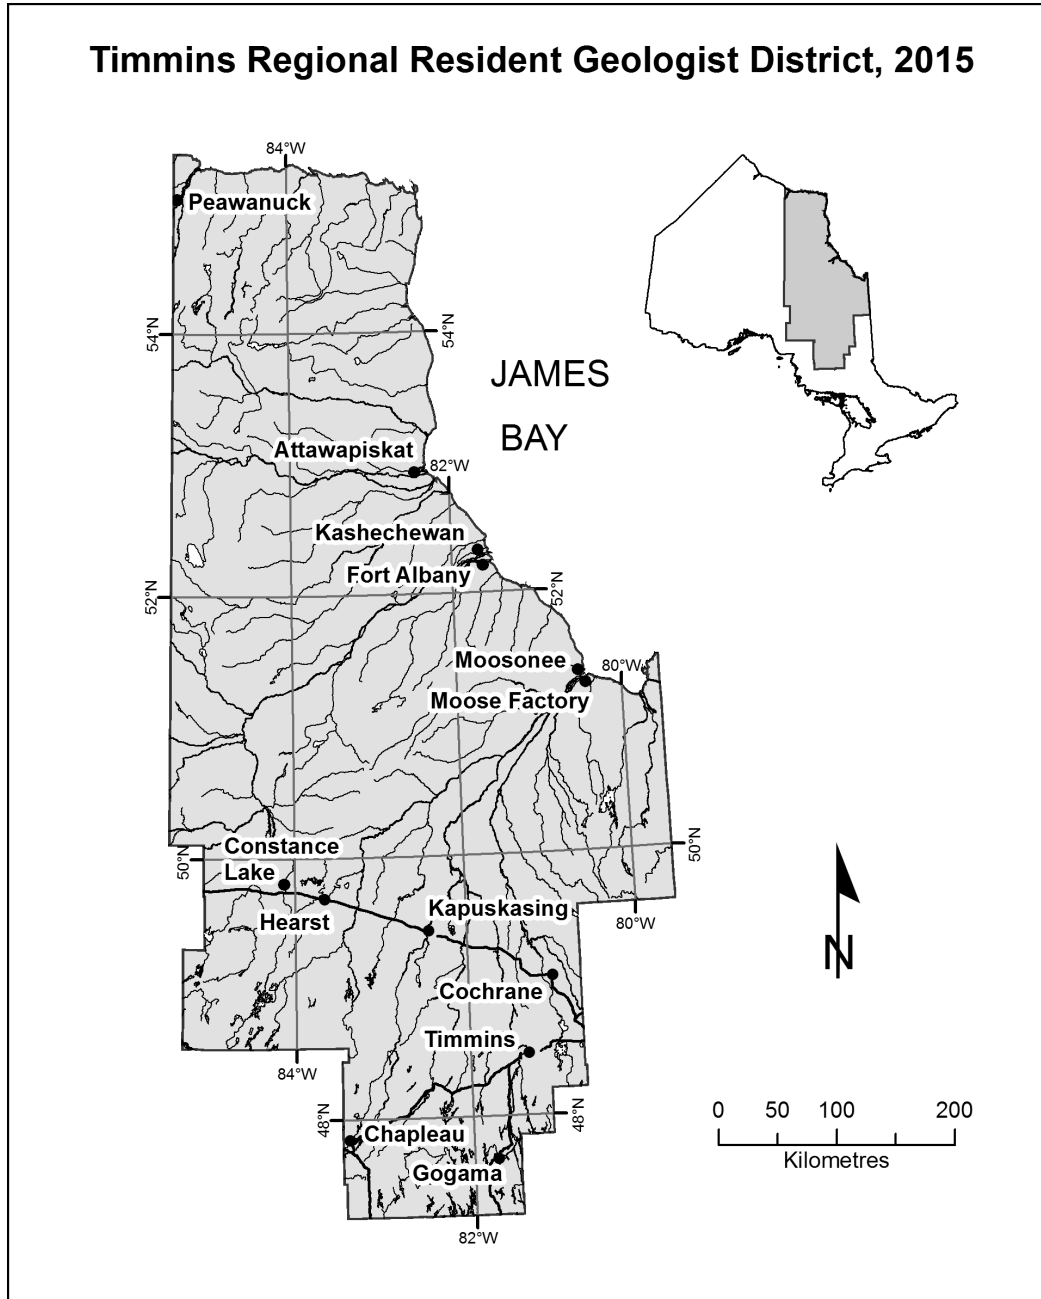 Timmins Regional Resident Geologist District, 2015
84°W
Peawanuck
54°N
54°N
JAMES
BAY
Attawapiskat
82°W
Kashechewan
Fort Albany
52°N
52°N
Moosonee
80°W
Moose Factory
Constance
Lake
50°N
50°N
Hearst
Kapuskasing
80°W
N
Cochrane
Timmins
84°W
48°N
48°N
Chapleau
Gogama
82°W
0 50 100 200
Kilometres